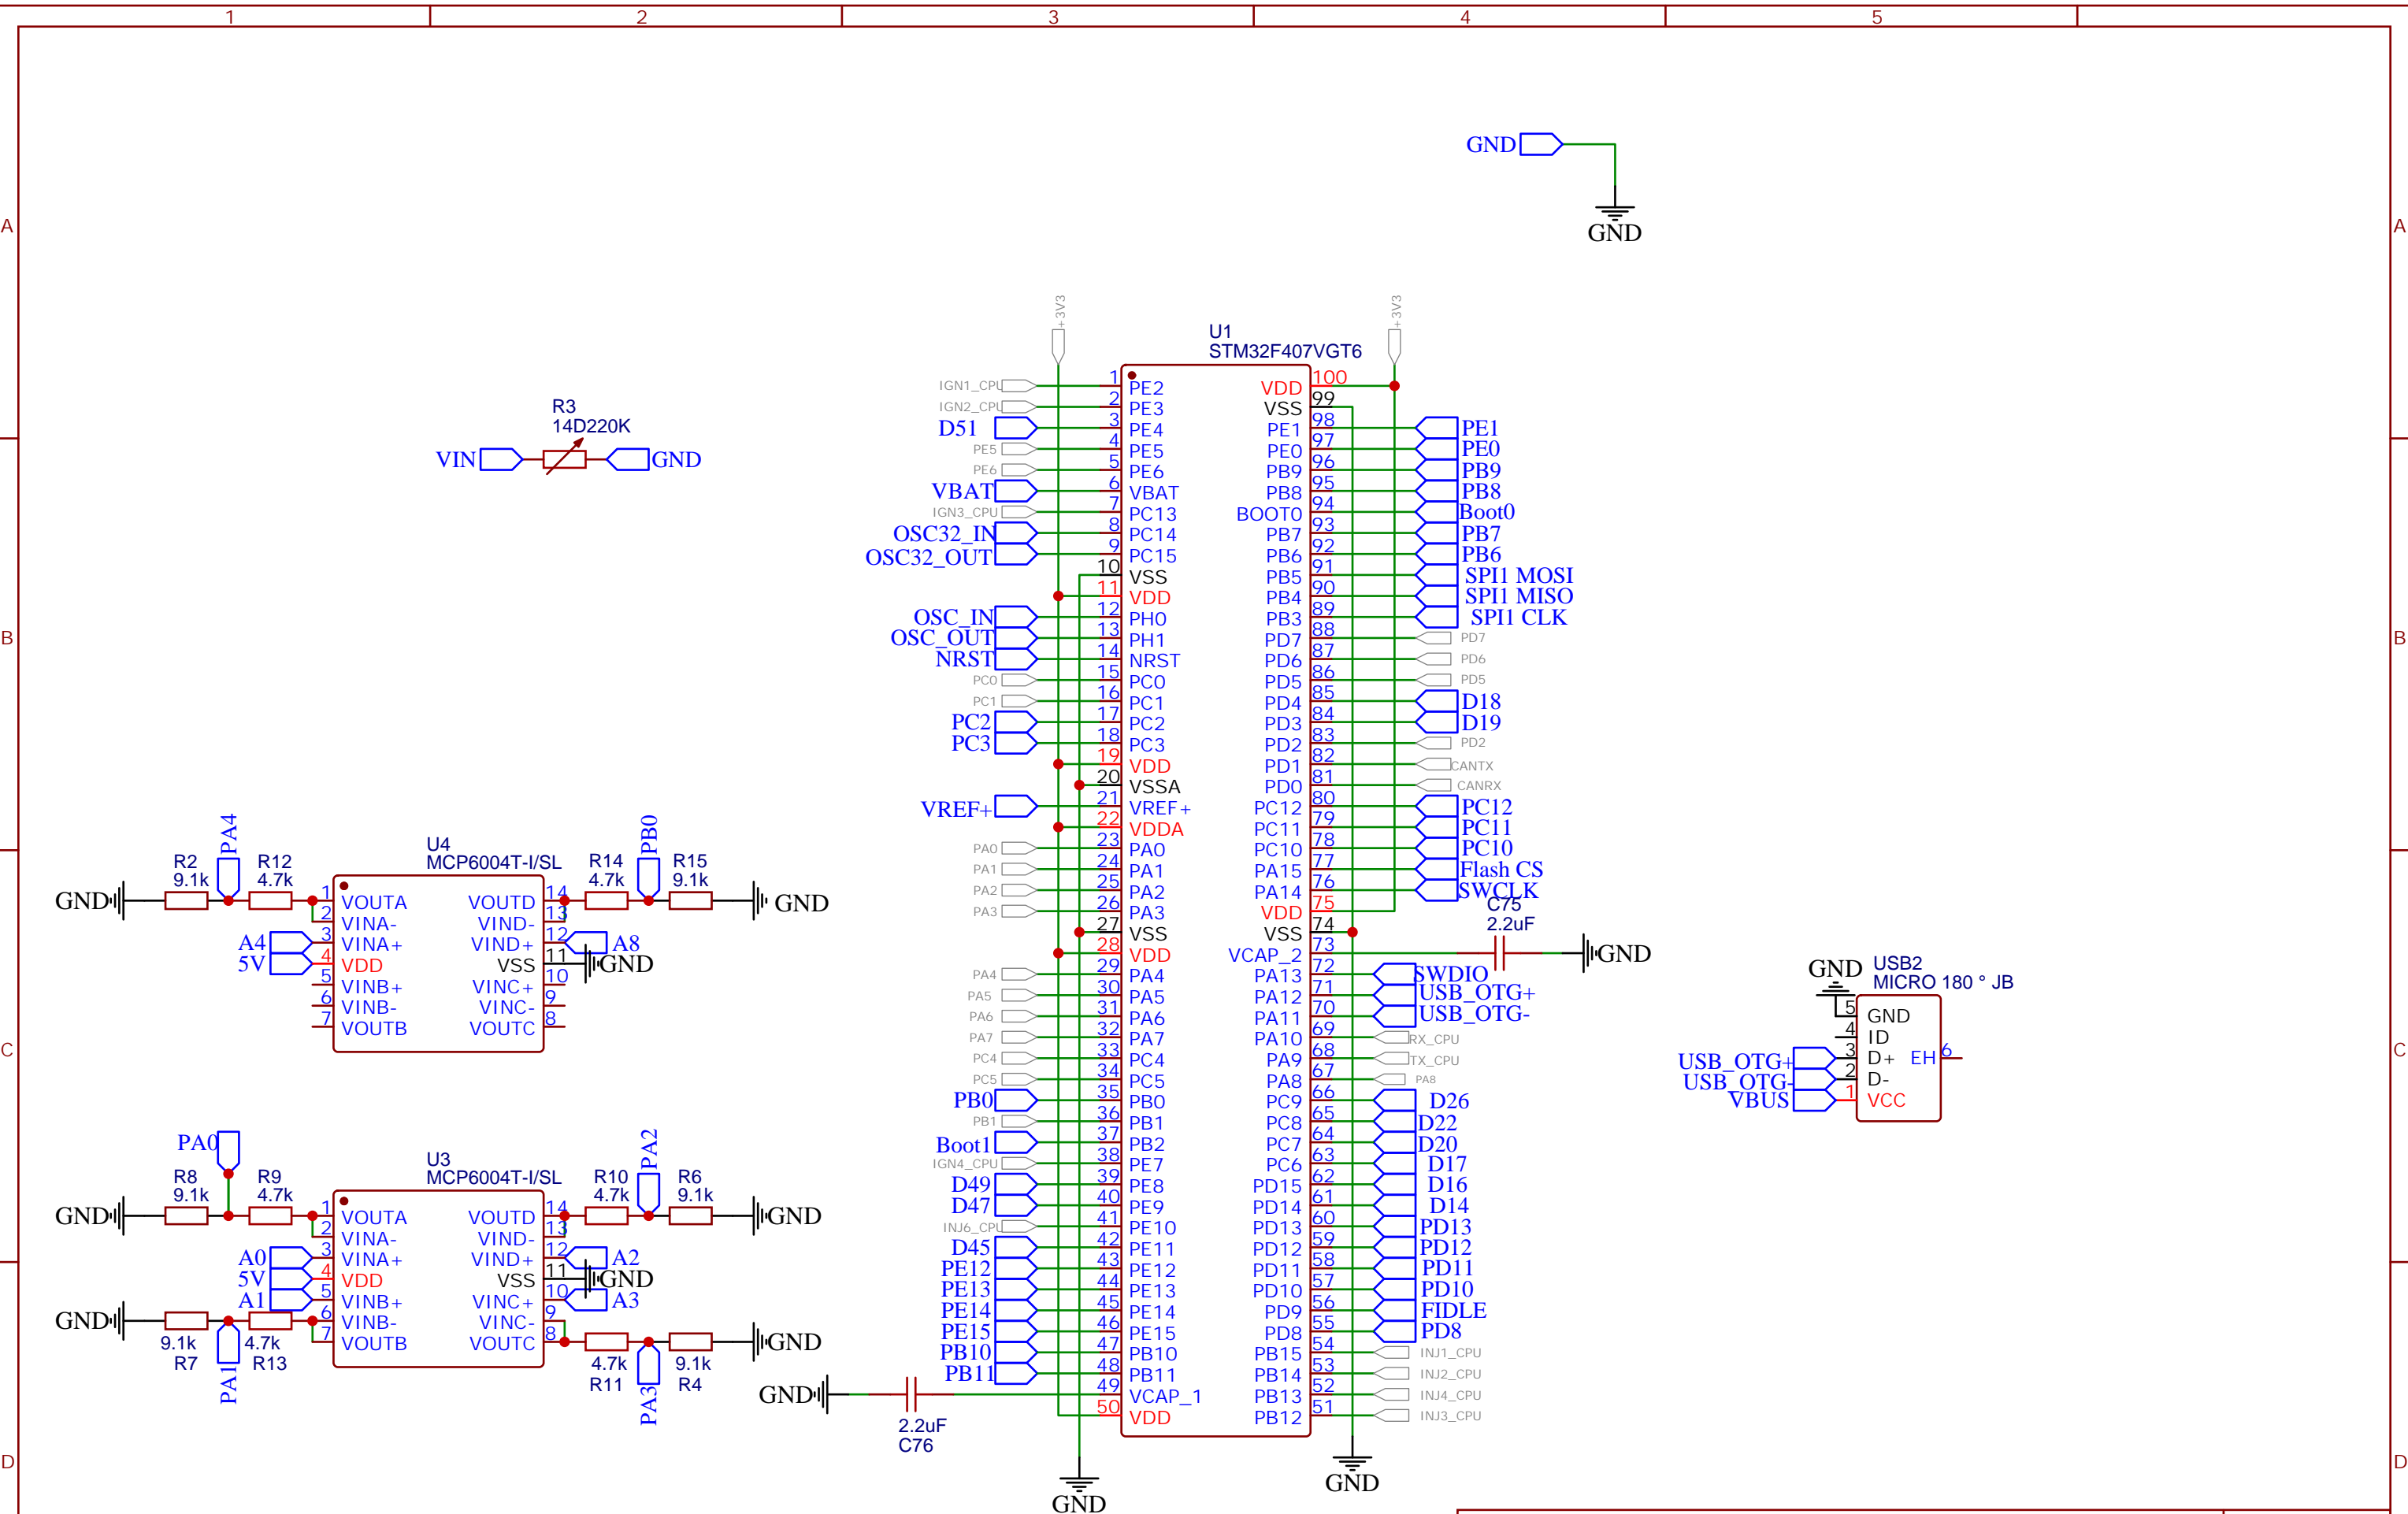 1 2 3 4 5
A A
B B
C C
D D
GND
GND
+3V3 +3V3
U1
STM32F407VGT6
R3
14D220K
VIN GND
IGN1_CPU 1 PE2
IGN2_CPU 2 PE3
D51 3 PE4
PE5 4 PE5
PE6 5 PE6
VBAT 6 VBAT
IGN3_CPU 7 PC13
OSC32_IN 8 PC14
OSC32_OUT 9 PC15
10 VSS
11 VDD
OSC_IN 12 PH0
OSC_OUT 13 PH1
NRST 14 NRST
PC0 15 PC0
PC1 16 PC1
PC2 17 PC2
PC3 18 PC3
19 VDD
20 VSSA
VREF+ 21 VREF+
22 VDDA
PA0 23 PA0
PA1 24 PA1
PA2 25 PA2
PA3 26 PA3
27 VSS
28 VDD
PA4 29 PA4
PA5 30 PA5
PA6 31 PA6
PA7 32 PA7
PC4 33 PC4
PC5 34 PC5
PB0 35 PB0
PB1 36 PB1
Boot1 37 PB2
IGN4_CPU 38 PE7
D49 39 PE8
D47 40 PE9
INJ6_CPU 41 PE10
D45 42 PE11
PE12 43 PE12
PE13 44 PE13
PE14 45 PE14
PE15 46 PE15
PB10 47 PB10
PB11 48 PB11
GND 49 VCAP_1
50 VDD
2.2uF
C76
GND
VDD 100
VSS 99
PE1 98 PE1
PE0 97 PE0
PB9 96 PB9
PB8 95 PB8
BOOT0 94 Boot0
PB7 93 PB7
PB6 92 PB6
PB5 91 SPI1 MOSI
PB4 90 SPI1 MISO
PB3 89 SPI1 CLK
PD7 88 PD7
PD6 87 PD6
PD5 86 PD5
PD4 85 D18
PD3 84 D19
PD2 83 PD2
PD1 82 CANTX
PD0 81 CANRX
PC12 80 PC12
PC11 79 PC11
PC10 78 PC10
PA15 77 Flash CS
PA14 76 SWCLK
VDD 75
VSS 74
VCAP_2 73 GND
C75
2.2uF
PA13 72 SWDIO
PA12 71 USB_OTG+
PA11 70 USB_OTG-
PA10 69 RX_CPU
PA9 68 TX_CPU
PA8 67 PA8
PC9 66 D26
PC8 65 D22
PC7 64 D20
PC6 63 D17
PD15 62 D16
PD14 61 D14
PD13 60 PD13
PD12 59 PD12
PD11 58 PD11
PD10 57 PD10
PD9 56 FIDLE
PD8 55 PD8
PB15 54 INJ1_CPU
PB14 53 INJ2_CPU
PB13 52 INJ4_CPU
PB12 51 INJ3_CPU
GND
U4
MCP6004T-I/SL
PA4 PB0
R2 R12 R14 R15
9.1k 4.7k 4.7k 9.1k
GND 1 VOUTA VOUTD 14 GND
2 VINA- VIND- 13
A4 3 VINA+ VIND+ 12 A8
5V 4 VDD VSS 11 GND
5 VINB+ VINC+ 10
6 VINB- VINC- 9
7 VOUTB VOUTC 8
U3
MCP6004T-I/SL
PA0 PA2
R8 R9 R10 R6
9.1k 4.7k 4.7k 9.1k
GND 1 VOUTA VOUTD 14 GND
2 VINA- VIND- 13
A0 3 VINA+ VIND+ 12 A2
5V 4 VDD VSS 11 GND
A1 5 VINB+ VINC+ 10 A3
GND 6 VINB- VINC- 9
7 VOUTB VOUTC 8 GND
9.1k 4.7k 4.7k 9.1k
R7 R13 R11 R4
PA1 PA3
USB2
MICRO 180 ° JB
GND
5 GND
4 ID
USB_OTG+ 3 D+ EH 6
USB_OTG- 2 D-
VBUS 1 VCC